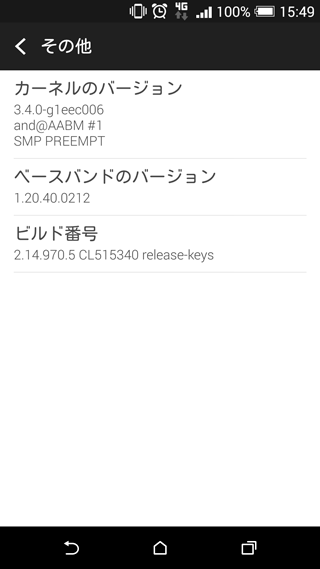 4G 100% 15:49
その他
カーネルのバージョン
3.4.0-g1eec006
and@AABM #1
SMP PREEMPT
ベースバンドのバージョン
1.20.40.0212
ビルド番号
2.14.970.5 CL515340 release-keys